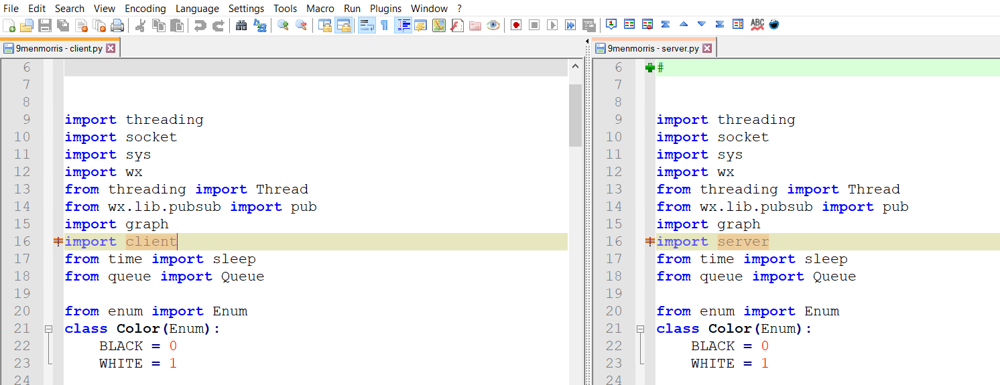 File Edit Search View Encoding Language Settings Tools Macro Run Plugins Window ?
ABC
9menmorris - client.py
6
7
8
9 import threading
10 import socket
11 import sys
12 import wx
13 from threading import Thread
14 from wx.lib.pubsub import pub
15 import graph
16 import client
17 from time import sleep
18 from queue import Queue
19
20 from enum import Enum
21 class Color(Enum):
22 BLACK = 0
23 WHITE = 1
24
9menmorris - server.py
6 #
7
8
9 import threading
10 import socket
11 import sys
12 import wx
13 from threading import Thread
14 from wx.lib.pubsub import pub
15 import graph
16 import server
17 from time import sleep
18 from queue import Queue
19
20 from enum import Enum
21 class Color(Enum):
22 BLACK = 0
23 WHITE = 1
24